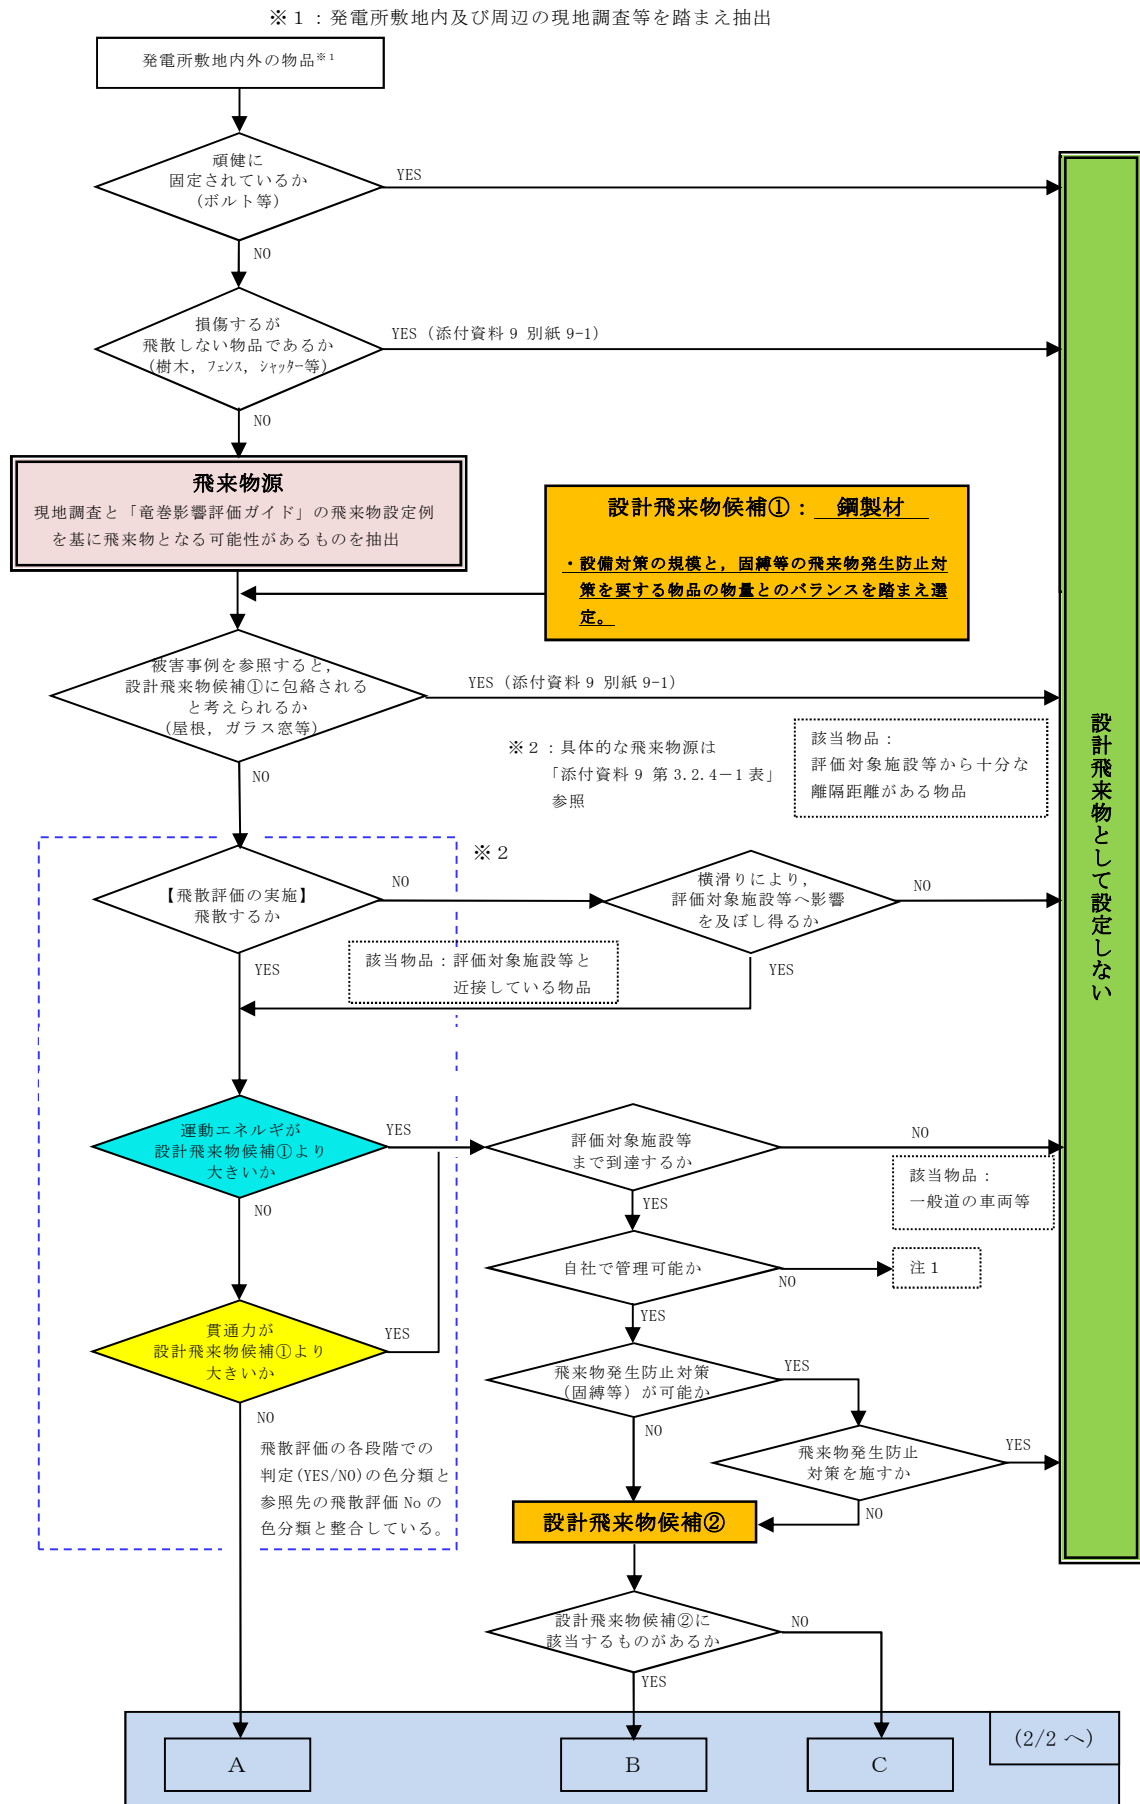 ※１：発電所敷地内及び周辺の現地調査等を踏まえ抽出
発電所敷地内外の物品※１
頑健に
固定されているか
(ボルト等)
YES
NO
損傷するが
飛散しない物品であるか
(樹木，ﾌｪﾝｽ，ｼｬｯﾀｰ等)
YES（添付資料 9 別紙 9-1）
NO
飛来物源
現地調査と「竜巻影響評価ガイド」の飛来物設定例
を基に飛来物となる可能性があるものを抽出
設計飛来物候補①：　鋼製材
・設備対策の規模と，固縛等の飛来物発生防止対
策を要する物品の物量とのバランスを踏まえ選
定。
被害事例を参照すると，
設計飛来物候補①に包絡される
と考えられるか
(屋根，ガラス窓等)
YES（添付資料 9 別紙 9-1）
NO
※２：具体的な飛来物源は
「添付資料 9 第 3.2.4－1 表」
参照
該当物品：
評価対象施設等から十分な
離隔距離がある物品
設計飛来物として設定しない
※２
【飛散評価の実施】
飛散するか
NO
YES
横滑りにより，
評価対象施設等へ影響
を及ぼし得るか
NO
YES
該当物品：評価対象施設等と
近接している物品
運動エネルギが
設計飛来物候補①より
大きいか
YES
NO
評価対象施設等
まで到達するか
NO
YES
該当物品：
一般道の車両等
自社で管理可能か
NO
注１
YES
貫通力が
設計飛来物候補①より
大きいか
YES
NO
飛来物発生防止対策
（固縛等）が可能か
YES
NO
飛来物発生防止
対策を施すか
YES
NO
飛散評価の各段階での
判定(YES/NO)の色分類と
参照先の飛散評価 No の
色分類と整合している。
設計飛来物候補②
設計飛来物候補②に
該当するものがあるか
NO
YES
(2/2 へ)
A
B
C